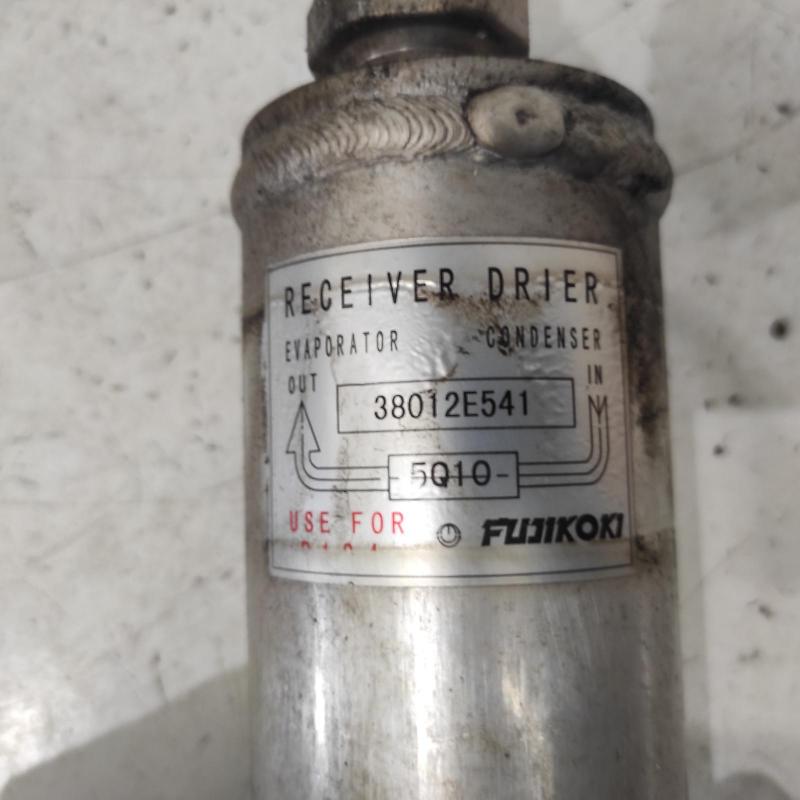 RECEIVER DRIER
EVAPORATOR CONDENSER
OUT IN
38012E541
5Q10-
USE FOR
FUJIKOKI